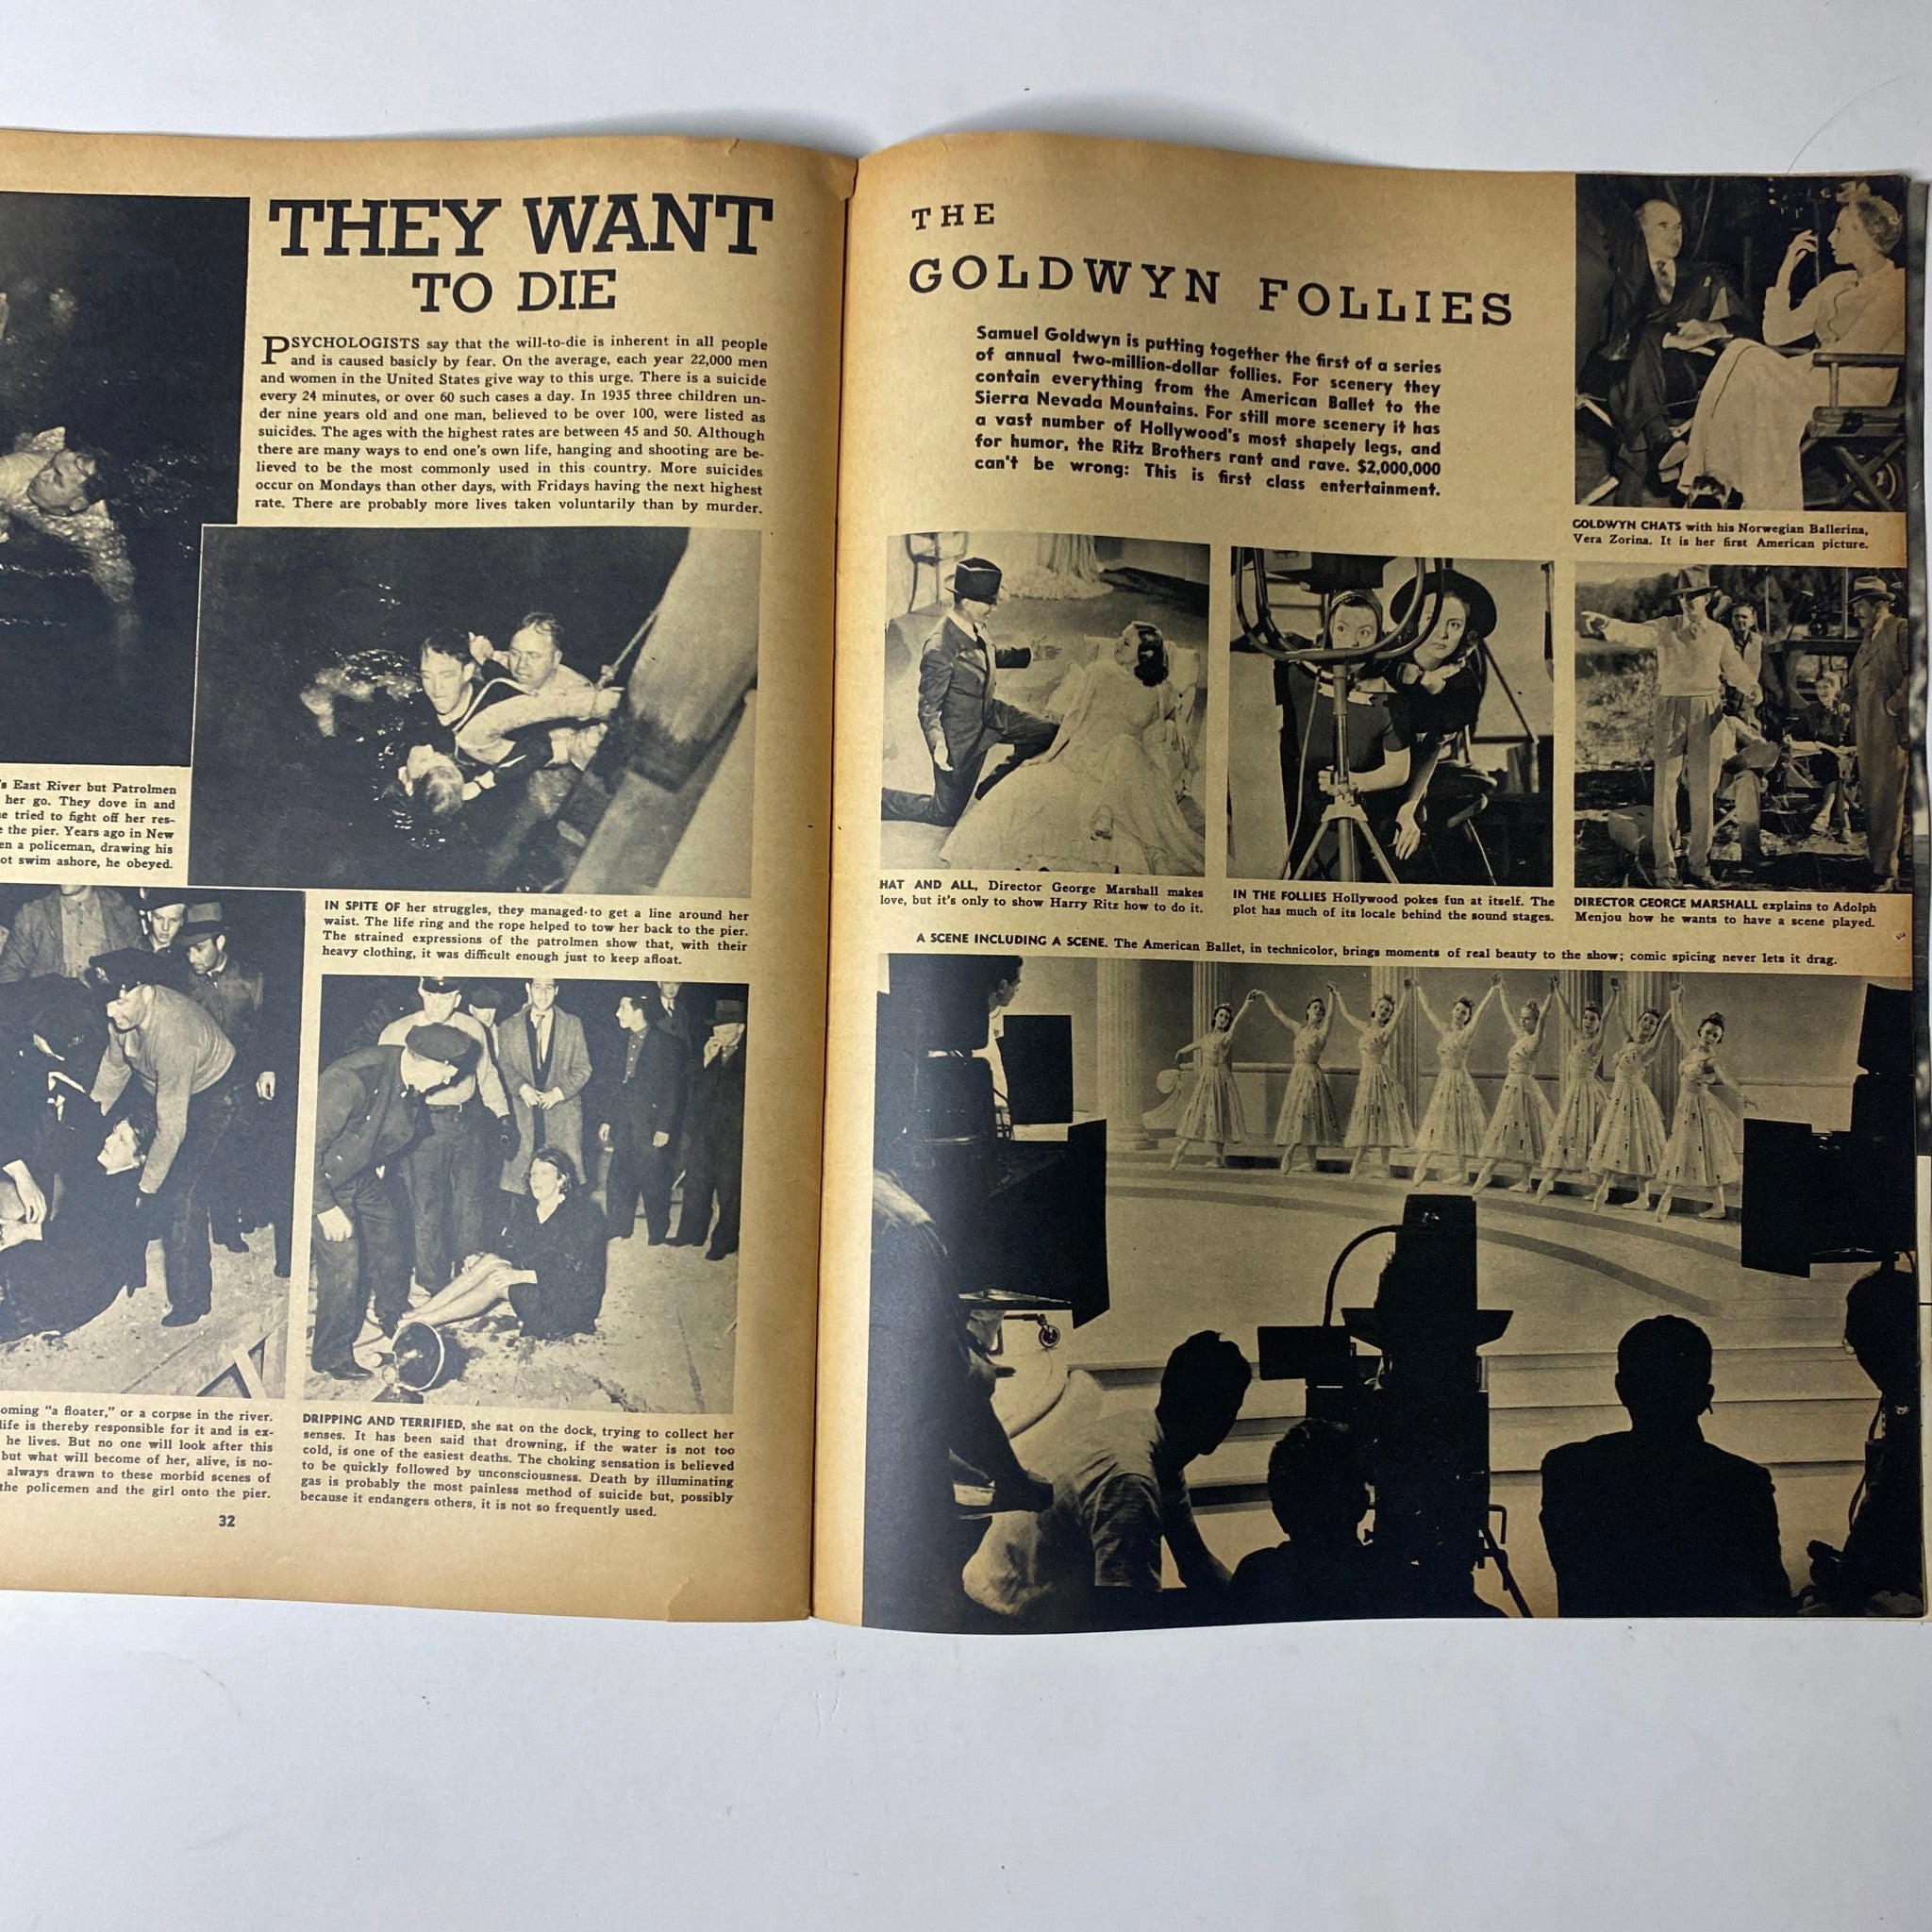 THEY WANT
TO DIE
PSYCHOLOGISTS say that the will-to-die is inherent in all people
and is caused basicly by fear. On the average, each year 22,000 men
and women in the United States give way to this urge. There is a suicide
every 24 minutes, or over 60 such cases a day. In 1935 three children un-
der nine years old and one man, believed to be over 100, were listed as
suicides. The ages with the highest rates are between 45 and 50. Although
there are many ways to end one's own life, hanging and shooting are be-
lieved to be the most commonly used in this country. More suicides
occur on Mondays than other days, with Fridays having the next highest
rate. There are probably more lives taken voluntarily than by murder.
's East River but Patrolmen
her go. They dove in and
e tried to fight off her res-
e the pier. Years ago in New
en a policeman, drawing his
ot swim ashore, he obeyed.
IN SPITE OF her struggles, they managed to get a line around her
waist. The life ring and the rope helped to tow her back to the pier.
The strained expressions of the patrolmen show that, with their
heavy clothing, it was difficult enough just to keep afloat.
oming "a floater," or a corpse in the river.
life is thereby responsible for it and is ex-
he lives. But no one will look after this
but what will become of her, alive, is no-
always drawn to these morbid scenes of
the policemen and the girl onto the pier.
DRIPPING AND TERRIFIED, she sat on the dock, trying to collect her
senses. It has been said that drowning, if the water is not too
cold, is one of the easiest deaths. The choking sensation is believed
to be quickly followed by unconsciousness. Death by illuminating
gas is probably the most painless method of suicide but, possibly
because it endangers others, it is not so frequently used.
32
THE
GOLDWYN FOLLIES
Samuel Goldwyn is putting together the first of a series
of annual two-million-dollar follies. For scenery they
contain everything from the American Ballet to the
Sierra Nevada Mountains. For still more scenery it has
a vast number of Hollywood's most shapely legs, and
for humor, the Ritz Brothers rant and rave. $2,000,000
can't be wrong: This is first class entertainment.
GOLDWYN CHATS with his Norwegian Ballerina,
Vera Zorina. It is her first American picture.
HAT AND ALL, Director George Marshall makes
love, but it's only to show Harry Ritz how to do it.
IN THE FOLLIES Hollywood pokes fun at itself. The
plot has much of its locale behind the sound stages.
DIRECTOR GEORGE MARSHALL explains to Adolph
Menjou how he wants to have a scene played.
A SCENE INCLUDING A SCENE. The American Ballet, in technicolor, brings moments of real beauty to the show; comic spicing never lets it drag.